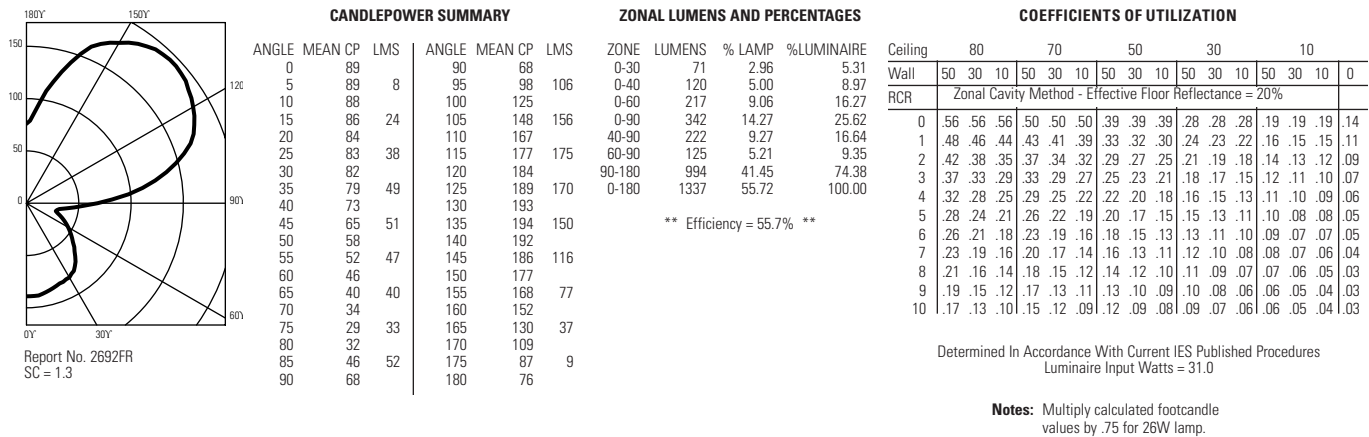 180Υ 150Υ
150
120
100
50
0 90Υ
60Υ
0Υ 30Υ
Report No. 2692FR
SC = 1.3
CANDLEPOWER SUMMARY
ANGLE MEAN CP LMS ANGLE MEAN CP LMS
0 89 90 68
5 89 8 95 98 106
10 88 100 125
15 86 24 105 148 156
20 84 110 167
25 83 38 115 177 175
30 82 120 184
35 79 49 125 189 170
40 73 130 193
45 65 51 135 194 150
50 58 140 192
55 52 47 145 186 116
60 46 150 177
65 40 40 155 168 77
70 34 160 152
75 29 33 165 130 37
80 32 170 109
85 46 52 175 87 9
90 68 180 76
ZONAL LUMENS AND PERCENTAGES
ZONE LUMENS % LAMP %LUMINAIRE
0-30 71 2.96 5.31
0-40 120 5.00 8.97
0-60 217 9.06 16.27
0-90 342 14.27 25.62
40-90 222 9.27 16.64
60-90 125 5.21 9.35
90-180 994 41.45 74.38
0-180 1337 55.72 100.00
** Efficiency = 55.7% **
COEFFICIENTS OF UTILIZATION
Ceiling 80 70 50 30 10
Wall 50 30 10 50 30 10 50 30 10 50 30 10 50 30 10 0
RCR Zonal Cavity Method - Effective Floor Reflectance = 20%
0 .56 .56 .56 .50 .50 .50 .39 .39 .39 .28 .28 .28 .19 .19 .19 .14
1 .48 .46 .44 .43 .41 .39 .33 .32 .30 .24 .23 .22 .16 .15 .15 .11
2 .42 .38 .35 .37 .34 .32 .29 .27 .25 .21 .19 .18 .14 .13 .12 .09
3 .37 .33 .29 .33 .29 .27 .25 .23 .21 .18 .17 .15 .12 .11 .10 .07
4 .32 .28 .25 .29 .25 .22 .22 .20 .18 .16 .15 .13 .11 .10 .09 .06
5 .28 .24 .21 .26 .22 .19 .20 .17 .15 .15 .13 .11 .10 .08 .08 .05
6 .26 .21 .18 .23 .19 .16 .18 .15 .13 .13 .11 .10 .09 .07 .07 .05
7 .23 .19 .16 .20 .17 .14 .16 .13 .11 .12 .10 .08 .08 .07 .06 .04
8 .21 .16 .14 .18 .15 .12 .14 .12 .10 .11 .09 .07 .07 .06 .05 .03
9 .19 .15 .12 .17 .13 .11 .13 .10 .09 .10 .08 .06 .06 .05 .04 .03
10 .17 .13 .10 .15 .12 .09 .12 .09 .08 .09 .07 .06 .06 .05 .04 .03
Determined In Accordance With Current IES Published Procedures
Luminaire Input Watts = 31.0
Notes: Multiply calculated footcandle
values by .75 for 26W lamp.